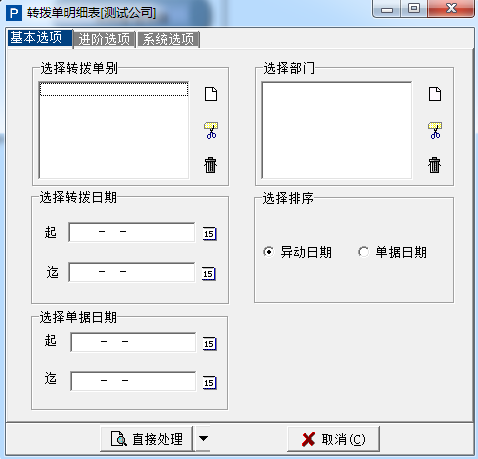 转拨单明细表[测试公司]
基本选项 进阶选项 系统选项
选择转拨单别
选择部门
选择转拨日期
起 - - 15
迄 - - 15
选择排序
异动日期 单据日期
选择单据日期
起 - - 15
迄 - - 15
直接处理 取消(C)